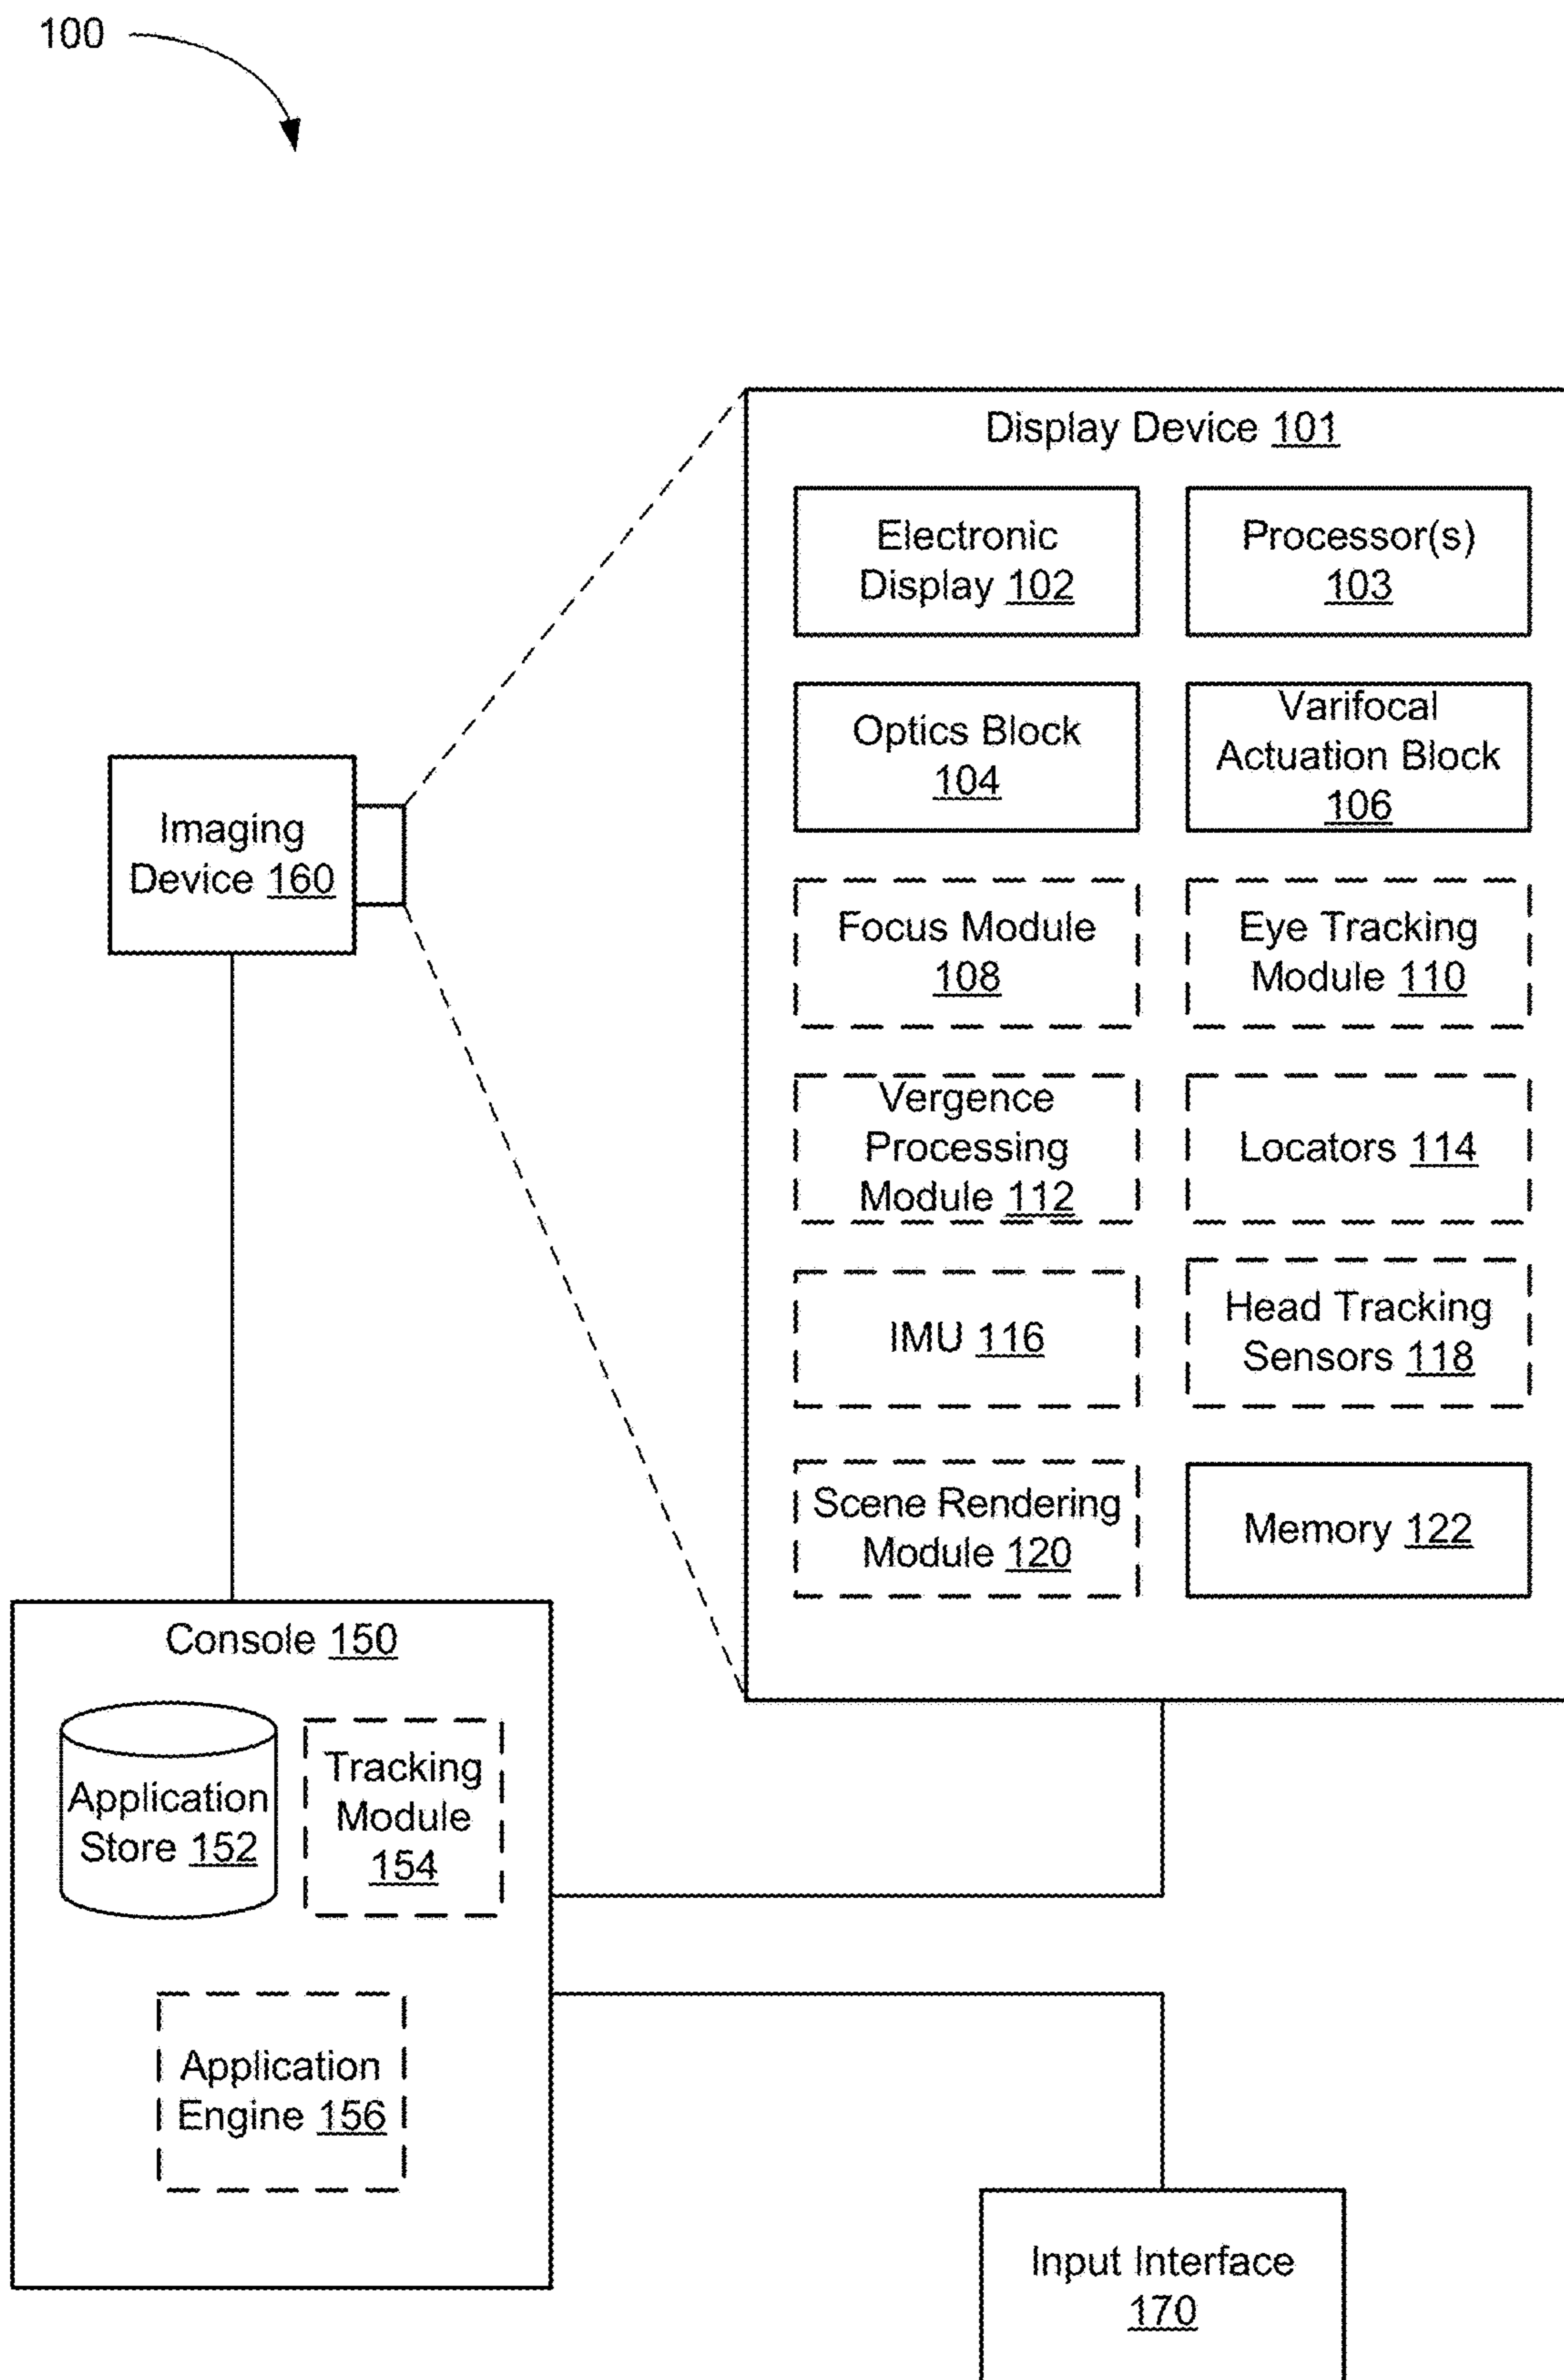 100
Display Device 101
Electronic
Display 102
Processor(s)
103
Optics Block
104
Varifocal
Actuation Block
106
Imaging
Device 160
Focus Module
108
Eye Tracking
Module 110
Vergence
Processing
Module 112
Locators 114
IMU 116
Head Tracking
Sensors 118
Scene Rendering
Module 120
Memory 122
Console 150
Application
Store 152
Tracking
Module
154
Application
Engine 156
Input Interface
170